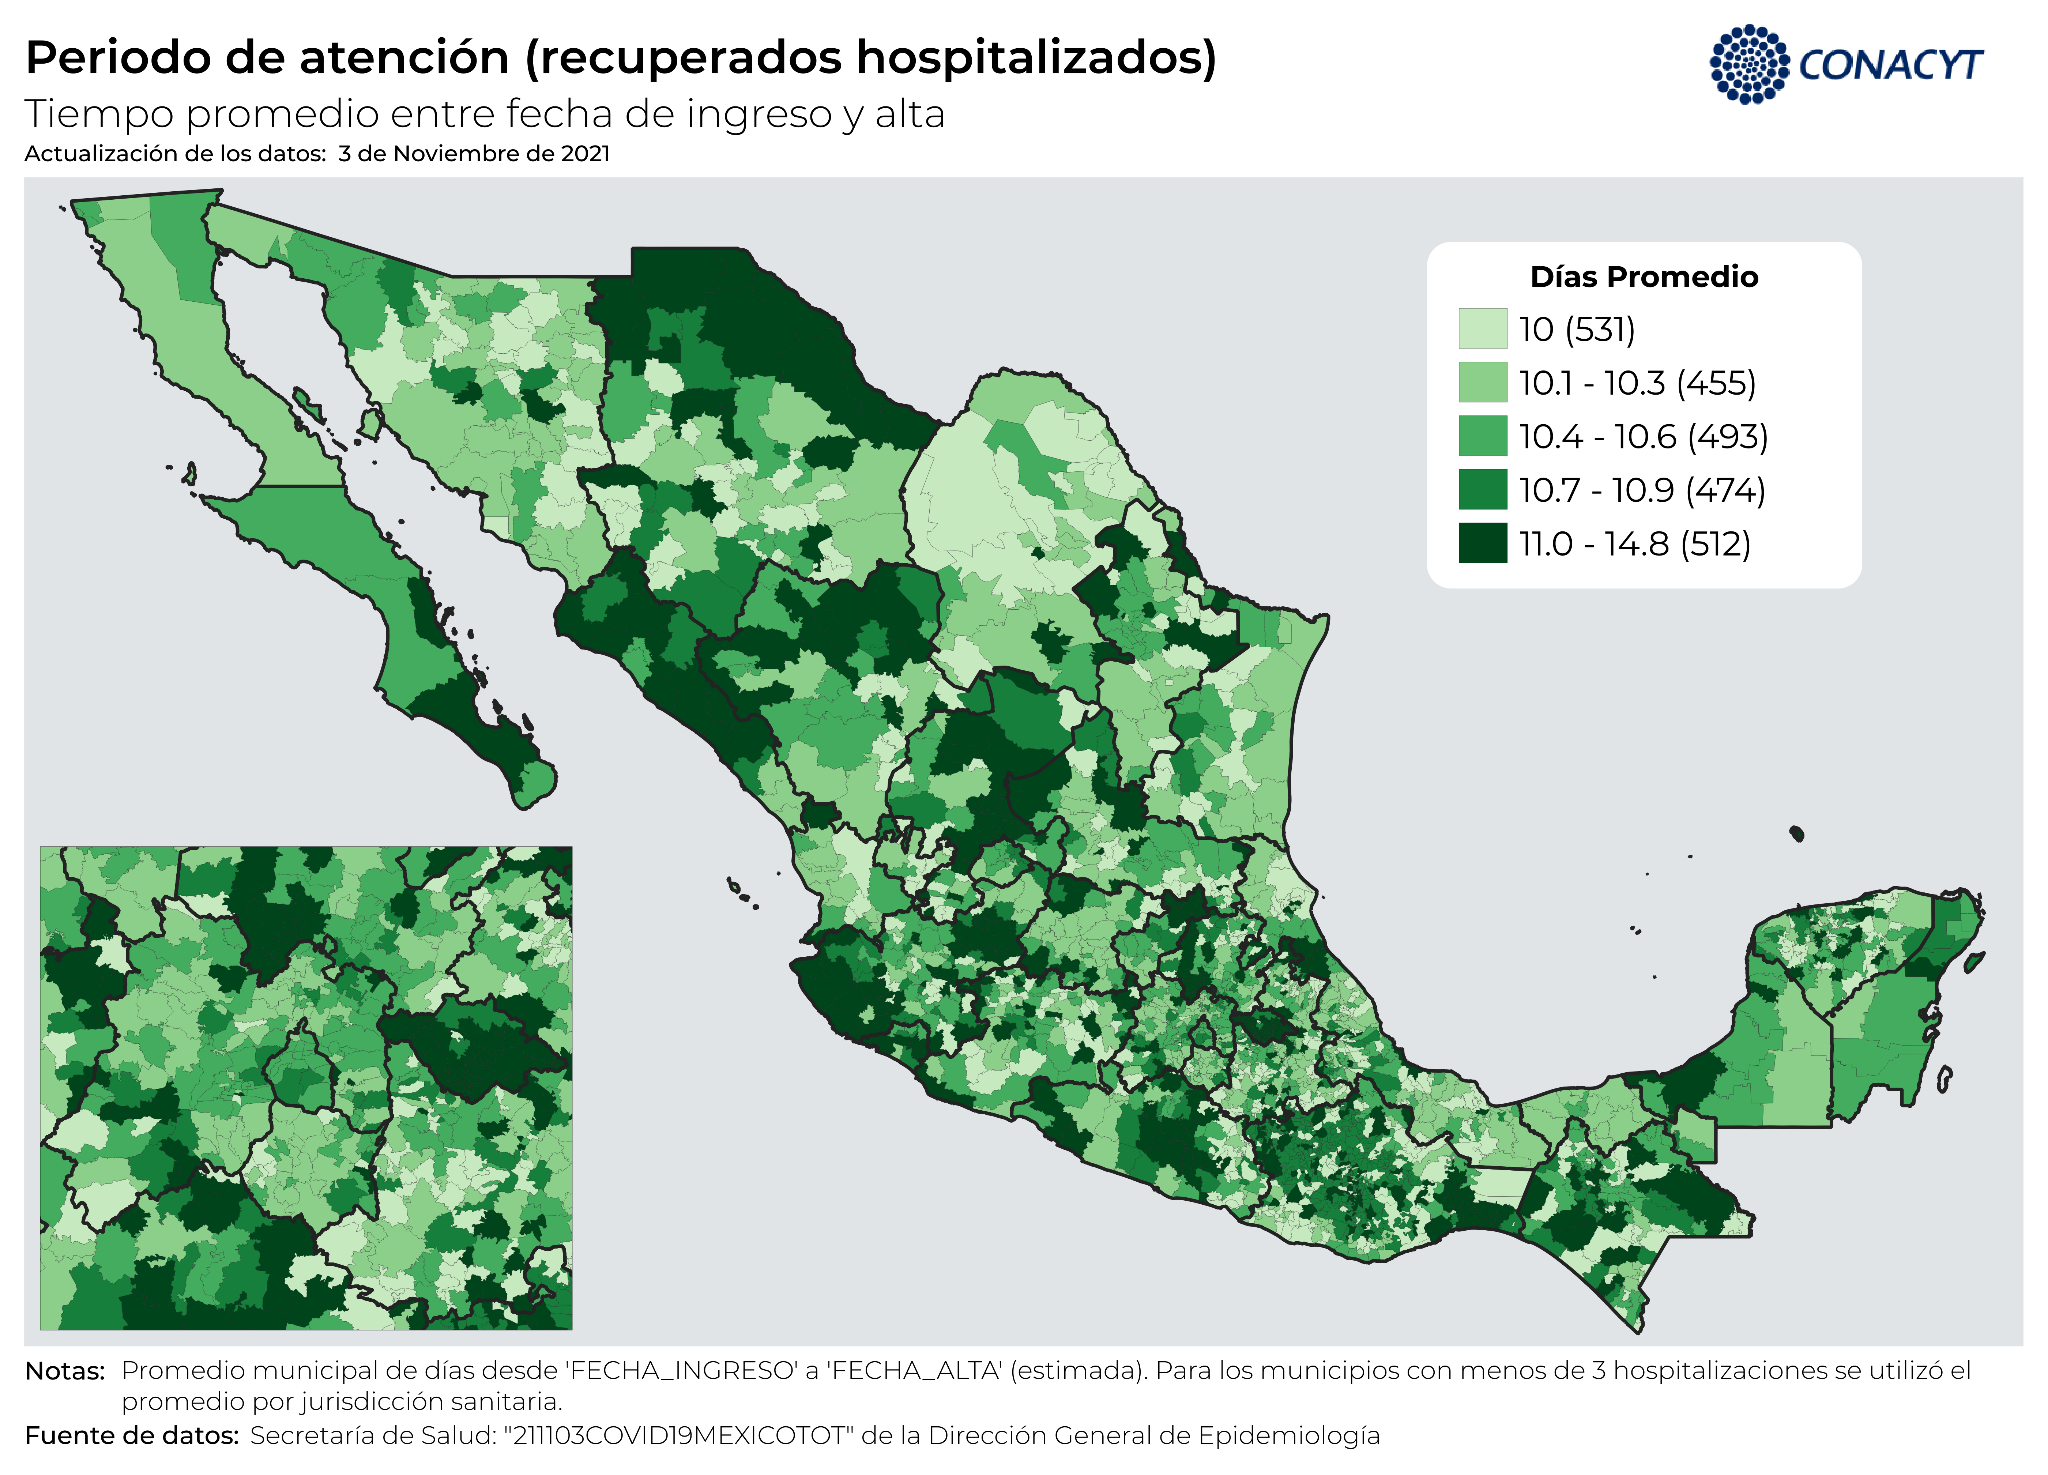 Periodo de atención (recuperados hospitalizados)
Tiempo promedio entre fecha de ingreso y alta
Actualización de los datos: 3 de Noviembre de 2021
CONACYT
Días Promedio
10 (531)
10.1 - 10.3 (455)
10.4 - 10.6 (493)
10.7 - 10.9 (474)
11.0 - 14.8 (512)
Notas: Promedio municipal de días desde 'FECHA_INGRESO' a 'FECHA_ALTA' (estimada). Para los municipios con menos de 3 hospitalizaciones se utilizó el
promedio por jurisdicción sanitaria.
Fuente de datos: Secretaría de Salud: "211103COVID19MEXICOTOT" de la Dirección General de Epidemiología